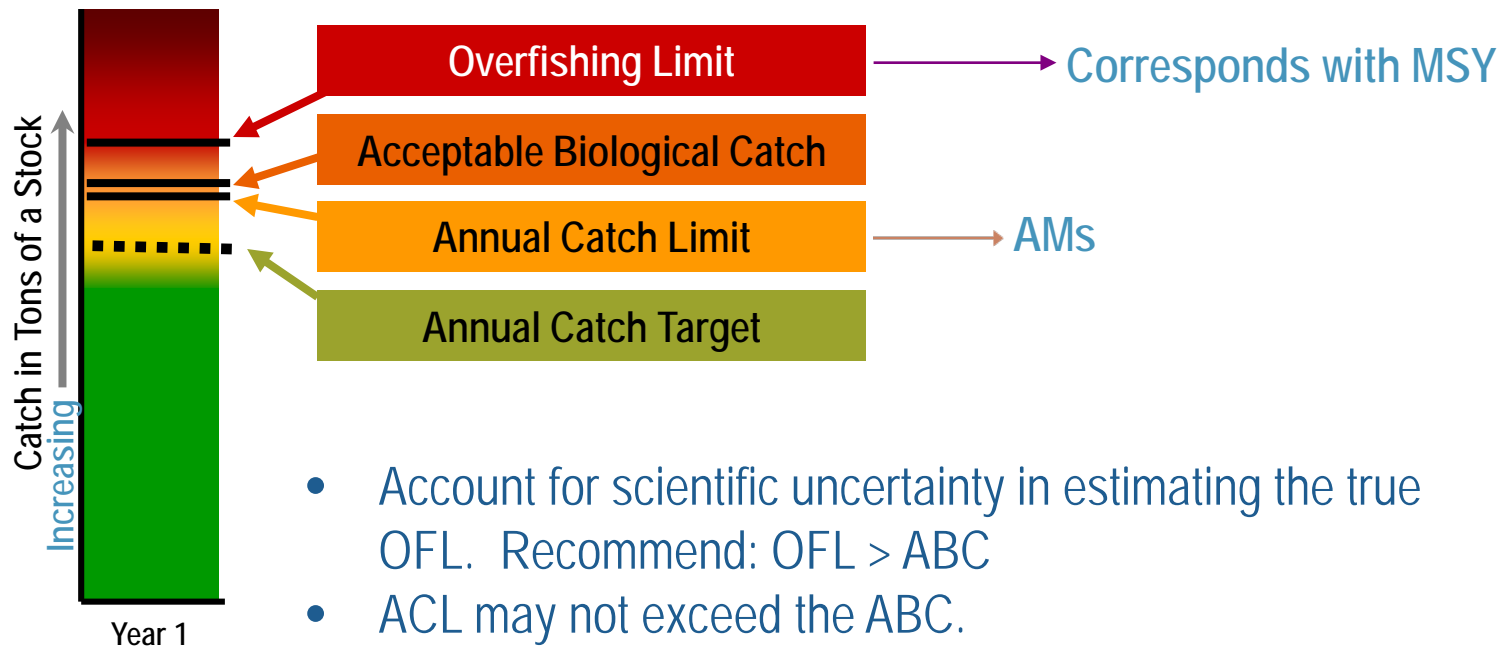 Catch in Tons of a Stock
Increasing
Year 1
Overfishing Limit
Corresponds with MSY
Acceptable Biological Catch
Annual Catch Limit
AMs
Annual Catch Target
• Account for scientific uncertainty in estimating the true
OFL. Recommend: OFL > ABC
• ACL may not exceed the ABC.